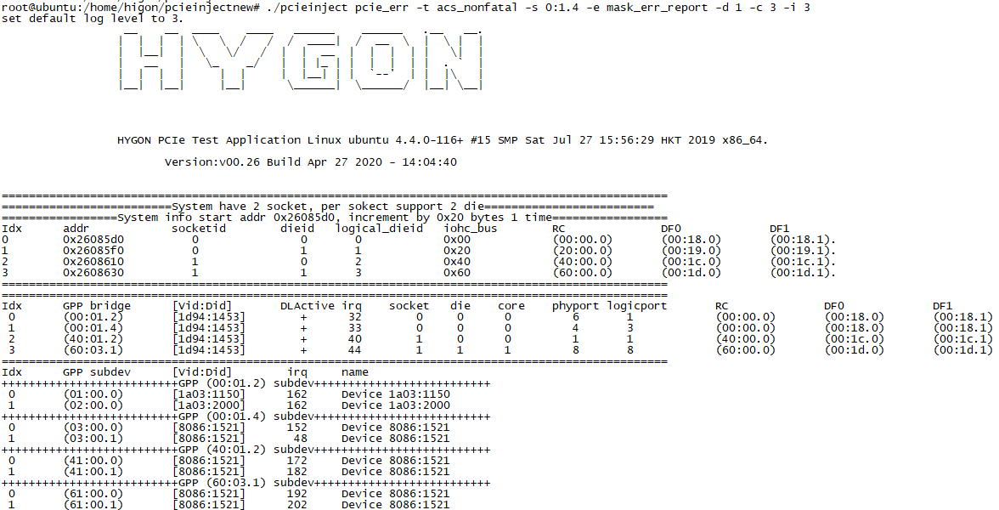 root@ubuntu:/home/higon/pcieinjectnew# ./pcieinject pcie_err -t acs_nonfatal -s 0:1.4 -e mask_err_report -d 1 -c 3 -i 3
set default log level to 3.
HYGON
HYGON PCIe Test Application Linux ubuntu 4.4.0-116+ #15 SMP Sat Jul 27 15:56:29 HKT 2019 x86_64.
Version:v00.26 Build Apr 27 2020 - 14:04:40
==================================================================================================
=========================System have 2 socket, per sokect support 2 die=========================
=================System info start addr 0x26085d0, increment by 0x20 bytes 1 time=================
Idx addr socketid dieid logical_dieid iohc_bus RC DF0 DF1
0 0x26085d0 0 0 0 0x00 (00:00.0) (00:18.0) (00:18.1).
1 0x26085f0 0 1 1 0x20 (20:00.0) (00:19.0) (00:19.1).
2 0x2608610 1 0 2 0x40 (40:00.0) (00:1c.0) (00:1c.1).
3 0x2608630 1 1 3 0x60 (60:00.0) (00:1d.0) (00:1d.1).
==================================================================================================
==================================================================================================
Idx GPP bridge [Vid:Did] DLActive irq socket die core phyport logicport RC DF0 DF1
0 (00:01.2) [1d94:1453] + 32 0 0 0 6 1 (00:00.0) (00:18.0) (00:18.1)
1 (00:01.4) [1d94:1453] + 33 0 0 0 4 3 (00:00.0) (00:18.0) (00:18.1)
2 (40:01.2) [1d94:1453] + 40 1 0 0 1 1 (40:00.0) (00:1c.0) (00:1c.1)
3 (60:03.1) [1d94:1453] + 44 1 1 1 8 8 (60:00.0) (00:1d.0) (00:1d.1)
==================================================================================================
Idx GPP subdev [Vid:Did] irq name
++++++++++++++++++++++++++GPP (00:01.2) subdev++++++++++++++++++++++++++
0 (01:00.0) [1a03:1150] 162 Device 1a03:1150
1 (02:00.0) [1a03:2000] 162 Device 1a03:2000
++++++++++++++++++++++++++GPP (00:01.4) subdev++++++++++++++++++++++++++
0 (03:00.0) [8086:1521] 152 Device 8086:1521
1 (03:00.1) [8086:1521] 48 Device 8086:1521
++++++++++++++++++++++++++GPP (40:01.2) subdev++++++++++++++++++++++++++
0 (41:00.0) [8086:1521] 172 Device 8086:1521
1 (41:00.1) [8086:1521] 182 Device 8086:1521
++++++++++++++++++++++++++GPP (60:03.1) subdev++++++++++++++++++++++++++
0 (61:00.0) [8086:1521] 192 Device 8086:1521
1 (61:00.1) [8086:1521] 202 Device 8086:1521